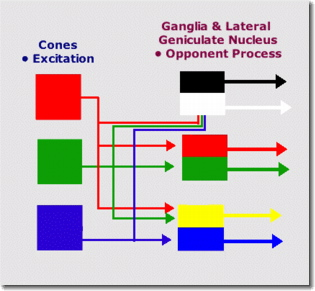 Cones
• Excitation
Ganglia & Lateral
Geniculate Nucleus
• Opponent Process